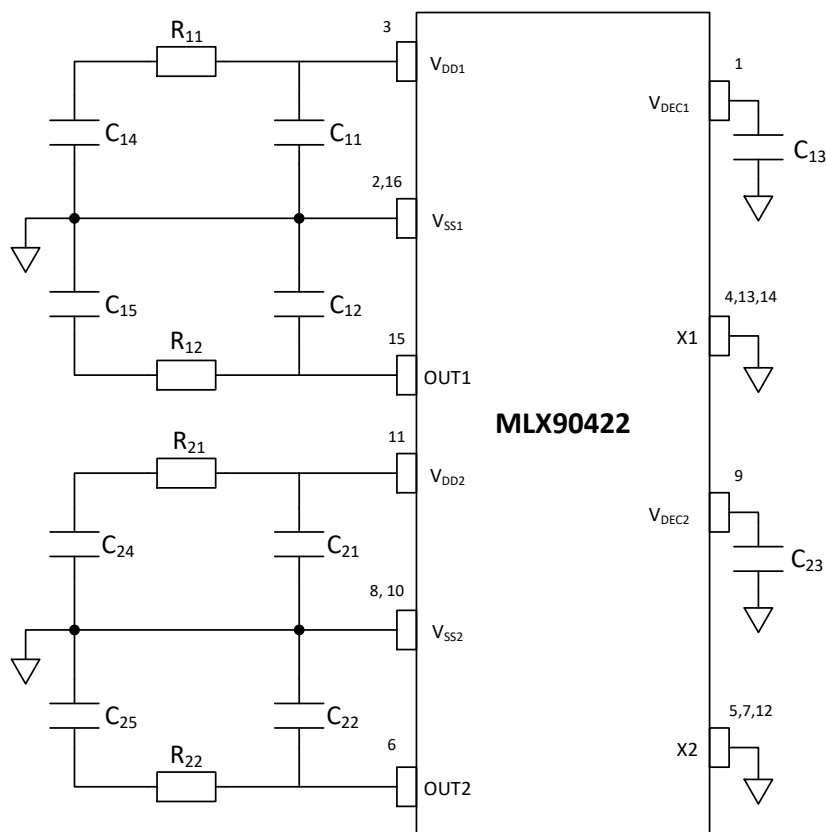 R11
3
VDD1
1
VDEC1
C14
C11
C13
2,16
VSS1
C15
C12
4,13,14
R12
15
X1
OUT1
MLX90422
R21
11
VDD2
9
VDEC2
C24
C21
C23
8, 10
VSS2
C25
C22
5,7,12
R22
6
X2
OUT2